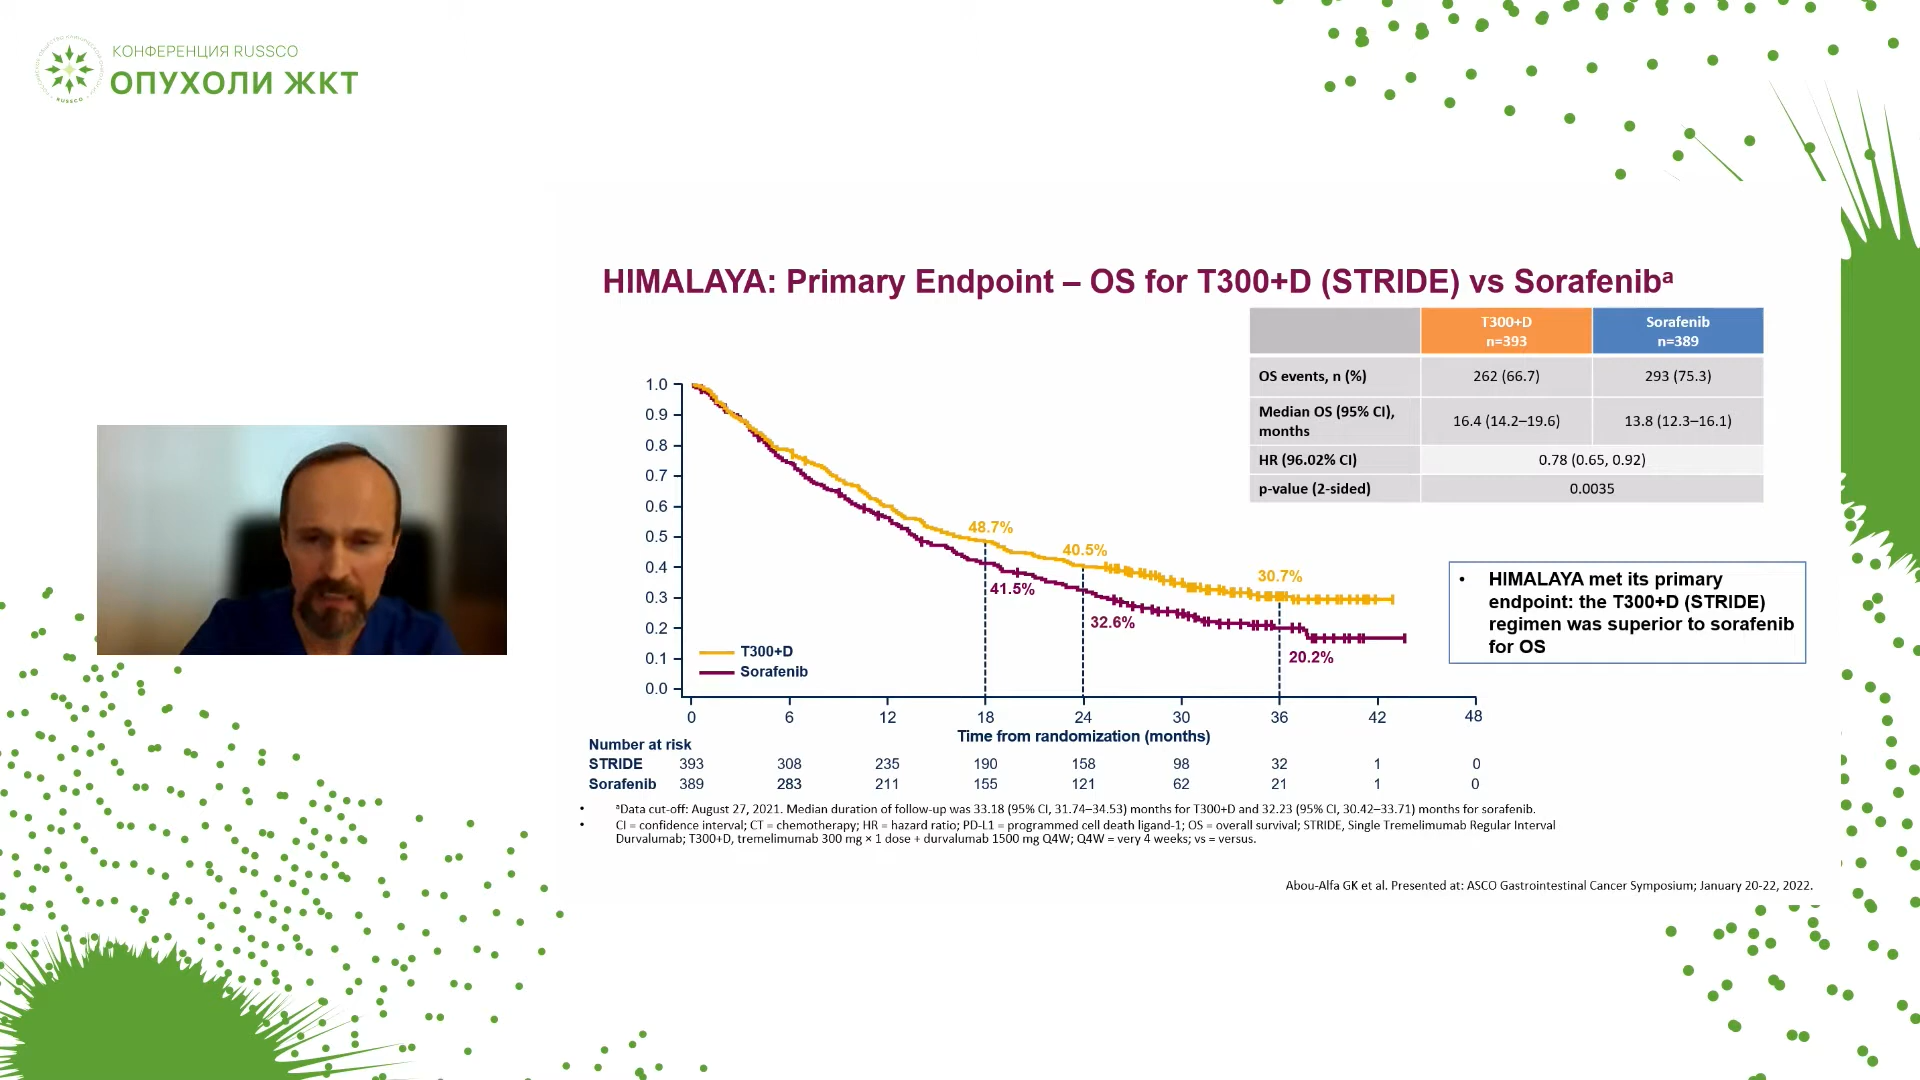 КОНФЕРЕНЦИЯ RUSSCO
ОПУХОЛИ ЖКТ
RUSSCO
HIMALAYA: Primary Endpoint – OS for T300+D (STRIDE) vs Sorafenibᵃ
T300+D
n=393
Sorafenib
n=389
OS events, n (%) 262 (66.7) 293 (75.3)
Median OS (95% CI),
months
16.4 (14.2–19.6) 13.8 (12.3–16.1)
HR (96.02% CI) 0.78 (0.65, 0.92)
p-value (2-sided) 0.0035
1.0
0.9
0.8
0.7
0.6
0.5
0.4
0.3
0.2
0.1
0.0
48.7%
40.5%
30.7%
41.5%
32.6%
20.2%
T300+D
Sorafenib
0 6 12 18 24 30 36 42 48
Time from randomization (months)
• HIMALAYA met its primary
endpoint: the T300+D (STRIDE)
regimen was superior to sorafenib
for OS
Number at risk
STRIDE 393 308 235 190 158 98 32 1 0
Sorafenib 389 283 211 155 121 62 21 1 0
• ᵃData cut-off: August 27, 2021. Median duration of follow-up was 33.18 (95% CI, 31.74–34.53) months for T300+D and 32.23 (95% CI, 30.42–33.71) months for sorafenib.
• CI = confidence interval; CT = chemotherapy; HR = hazard ratio; PD-L1 = programmed cell death ligand-1; OS = overall survival; STRIDE, Single Tremelimumab Regular Interval
Durvalumab; T300+D, tremelimumab 300 mg × 1 dose + durvalumab 1500 mg Q4W; Q4W = very 4 weeks; vs = versus.
Abou-Alfa GK et al. Presented at: ASCO Gastrointestinal Cancer Symposium; January 20-22, 2022.